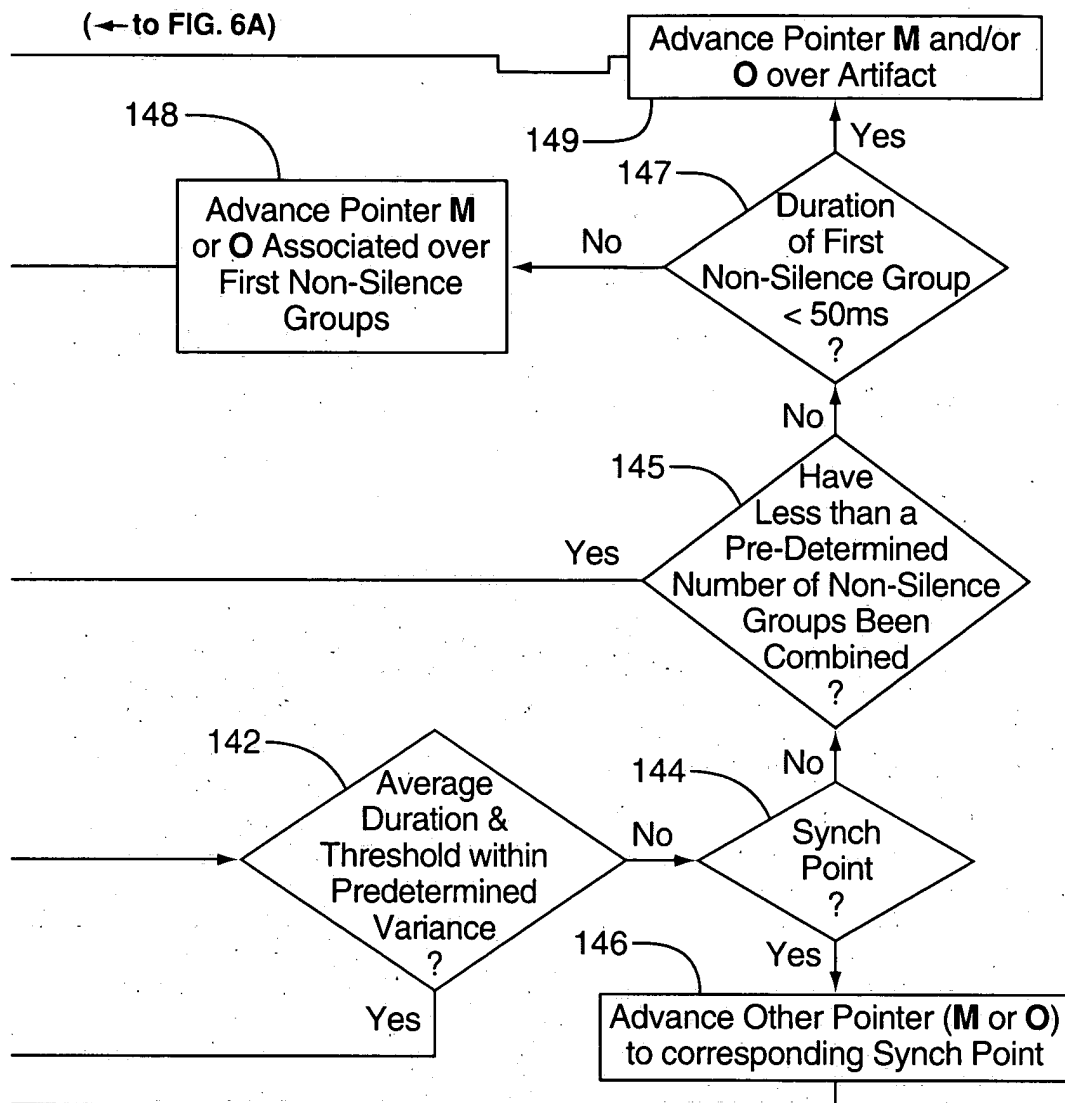 (←to FIG. 6A)
Advance Pointer M and/or
O over Artifact
149
Yes
148
Advance Pointer M
or O Associated over
First Non-Silence
Groups
No
147
Duration
of First
Non-Silence Group
< 50ms
?
No
145
Have
Less than a
Pre-Determined
Number of Non-Silence
Groups Been
Combined
?
Yes
No
142
Average
Duration &
Threshold within
Predetermined
Variance
?
No
144
Synch
Point
?
Yes
Yes
146
Advance Other Pointer (M or O)
to corresponding Synch Point